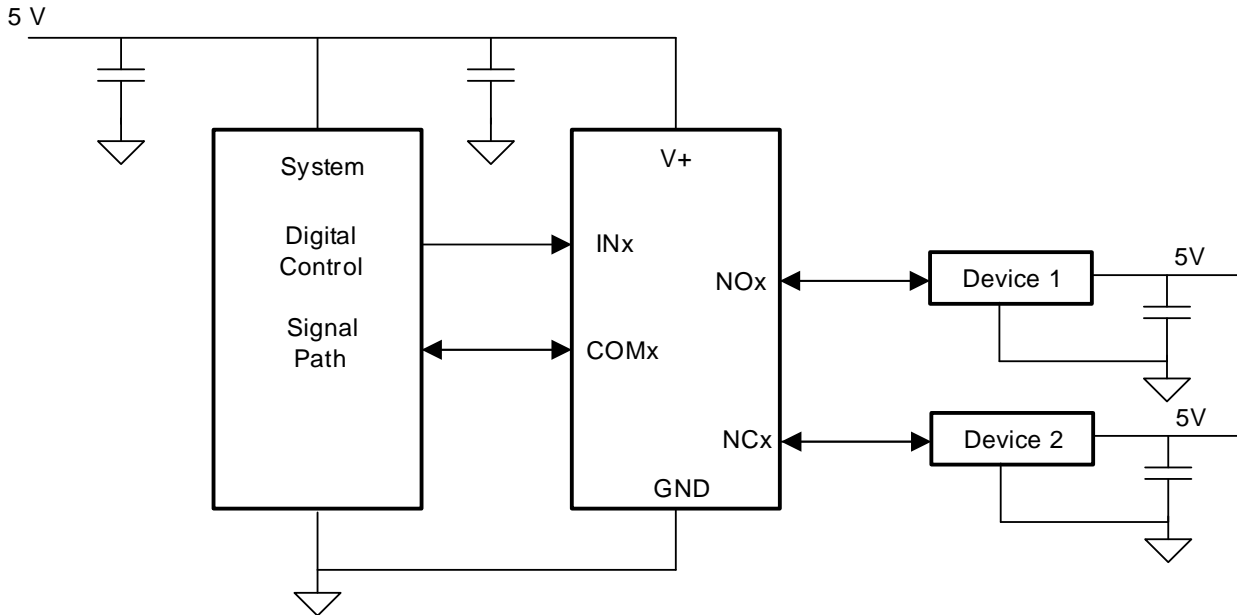 5 V
System
Digital
Control
Signal
Path
V+
INx
COMx
NOx
NCx
GND
Device 1
5V
Device 2
5V